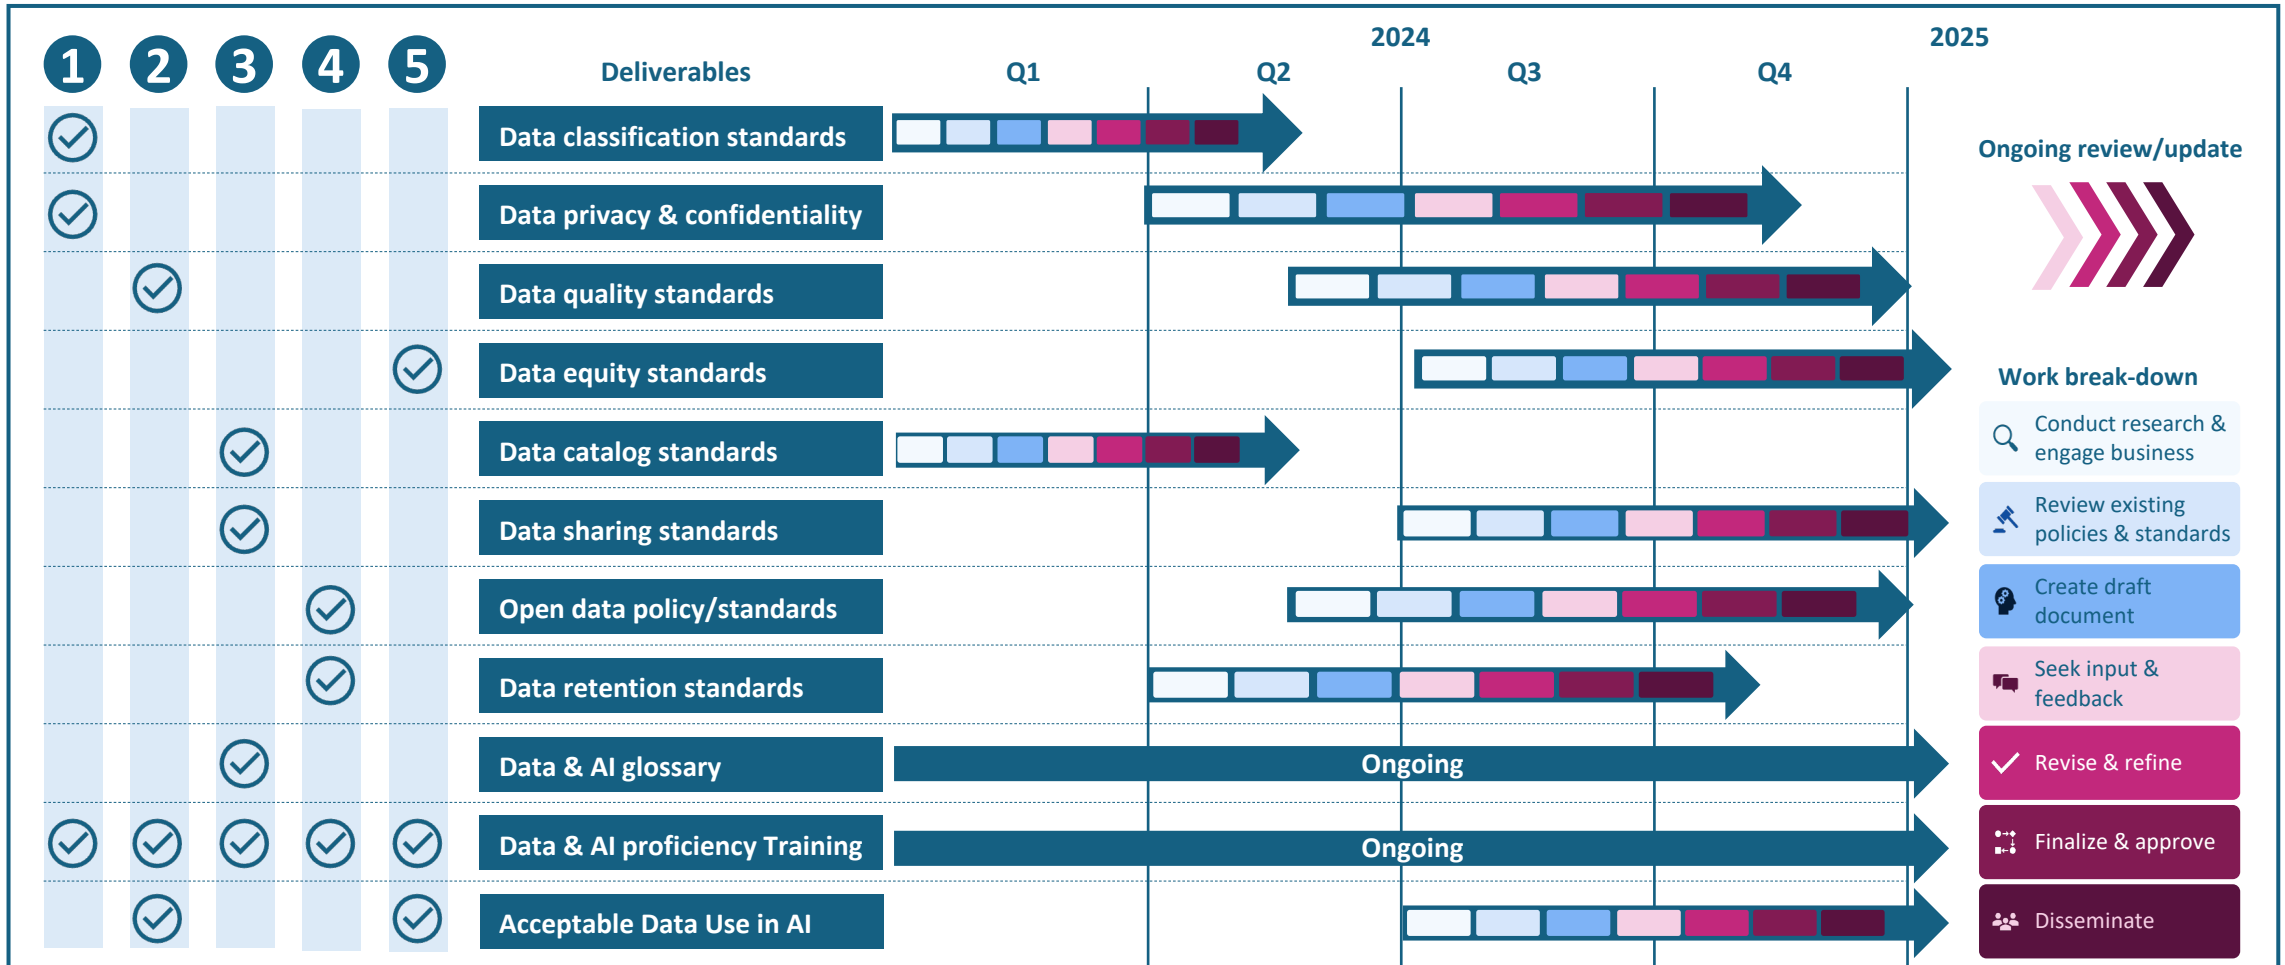 2024
2025
1
2
3
4
5
Deliverables
Q1
Q2
Q3
Q4
Data classification standards
Ongoing review/update
Data privacy & confidentiality
Data quality standards
Data equity standards
Work break-down
Conduct research &
engage business
Data catalog standards
Review existing
policies & standards
Data sharing standards
Create draft
document
Open data policy/standards
Seek input &
feedback
Data retention standards
Revise & refine
Data & AI glossary
Ongoing
Finalize & approve
Data & AI proficiency Training
Ongoing
Disseminate
Acceptable Data Use in AI